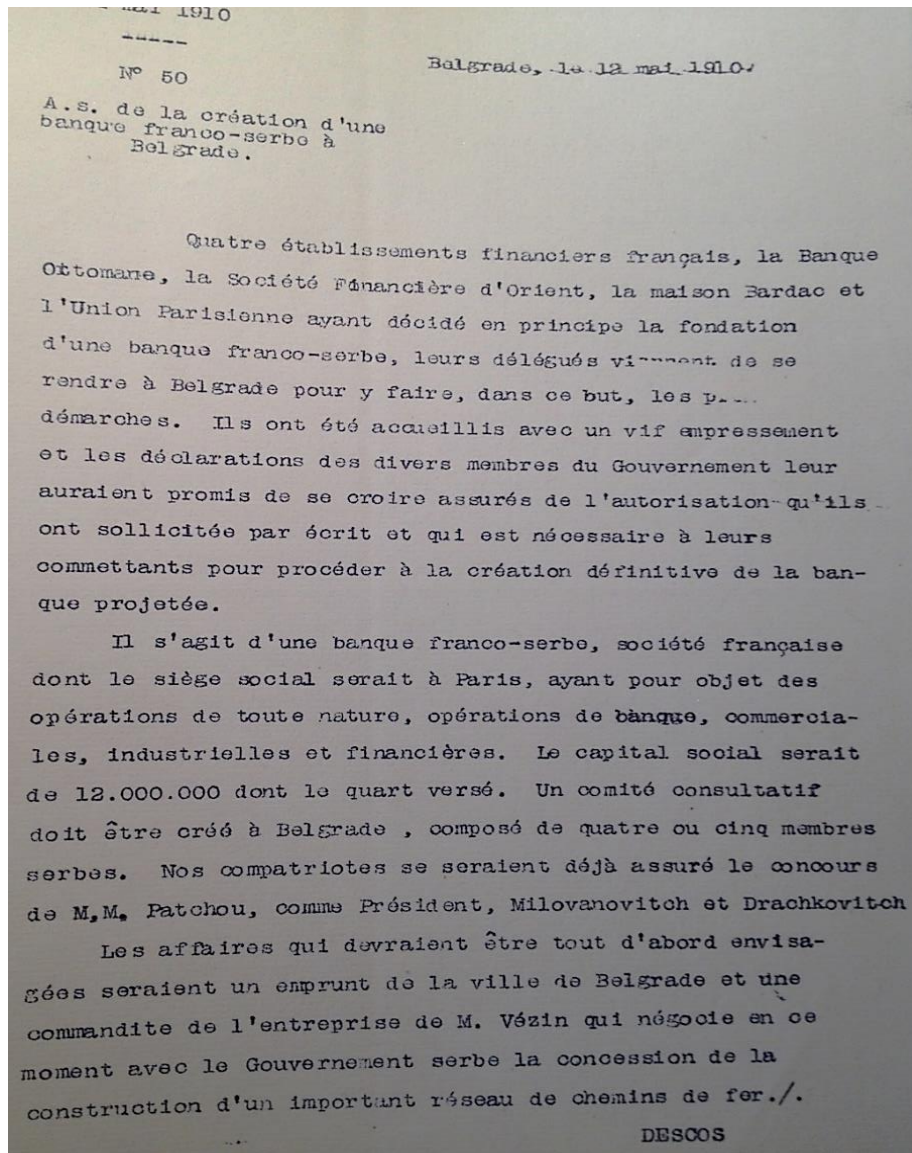 mai 1910
-----
Nº 50
Belgrade, le 12 mai 1910.
A.s. de la création d'une
banque franco-serbe à
Belgrade.
Quatre établissements financiers français, la Banque
Ottomane, la Société Financière d'Orient, la maison Bardac et
l'Union Parisienne ayant décidé en principe la fondation
d'une banque franco-serbe, leurs délégués viennent de se
rendre à Belgrade pour y faire, dans ce but, les
démarches. Ils ont été accueillis avec un vif empressement
et les déclarations des divers membres du Gouvernement leur
auraient promis de se croire assurés de l'autorisation qu'ils
ont sollicitée par écrit et qui est nécessaire à leurs
commettants pour procéder à la création définitive de la ban-
que projetée.
Il s'agit d'une banque franco-serbe, société française
dont le siège social serait à Paris, ayant pour objet des
opérations de toute nature, opérations de banque, commercia-
les, industrielles et financières. Le capital social serait
de 12.000.000 dont le quart versé. Un comité consultatif
doit être créé à Belgrade , composé de quatre ou cinq membres
serbes. Nos compatriotes se seraient déjà assuré le concours
de M,M. Patchou, comme Président, Milovanovitch et Drachkovitch
Les affaires qui devraient être tout d'abord envisa-
gées seraient un emprunt de la ville de Belgrade et une
commandite de l'entreprise de M. Vézin qui négocie en ce
moment avec le Gouvernement serbe la concession de la
construction d'un important réseau de chemins de fer./.
DESCOS